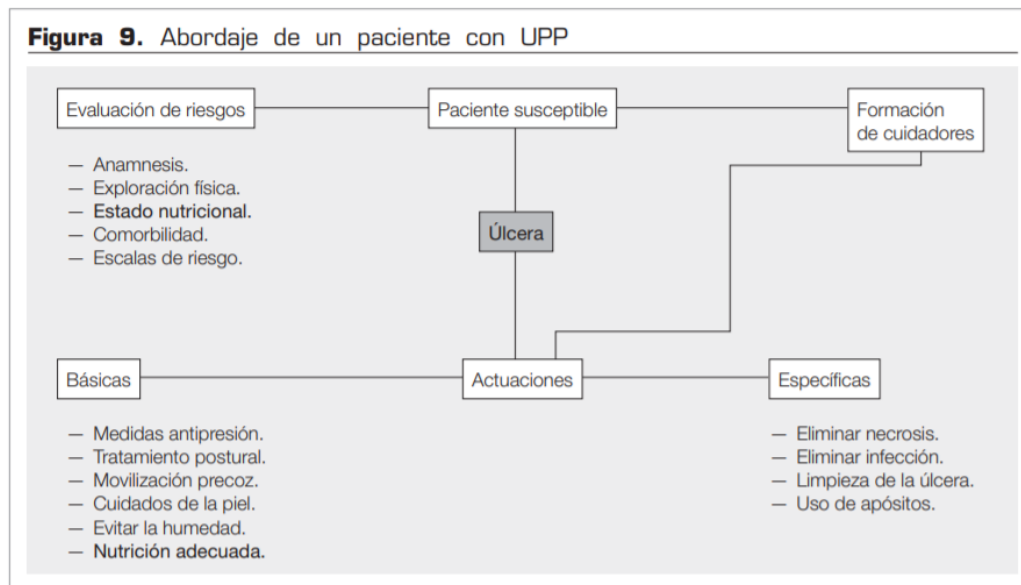 Figura 9. Abordaje de un paciente con UPP
Evaluación de riesgos
Paciente susceptible
Formación
de cuidadores
— Anamnesis.
— Exploración física.
— Estado nutricional.
— Comorbilidad.
— Escalas de riesgo.
Úlcera
Básicas
Actuaciones
Específicas
— Medidas antipresión.
— Tratamiento postural.
— Movilización precoz.
— Cuidados de la piel.
— Evitar la humedad.
— Nutrición adecuada.
— Eliminar necrosis.
— Eliminar infección.
— Limpieza de la úlcera.
— Uso de apósitos.